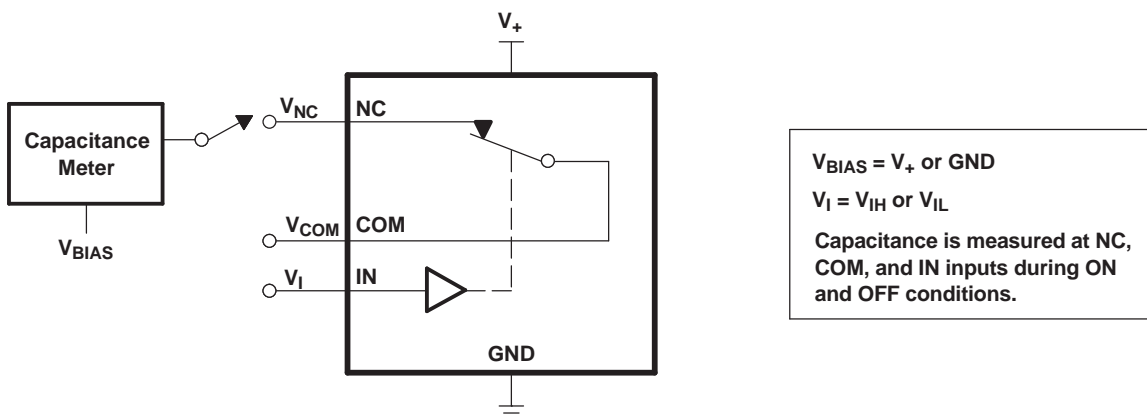 V+
Capacitance
Meter
VBIAS
VNC
NC
VCOM
COM
VI
IN
GND
VBIAS = V+ or GND
VI = VIH or VIL
Capacitance is measured at NC,
COM, and IN inputs during ON
and OFF conditions.